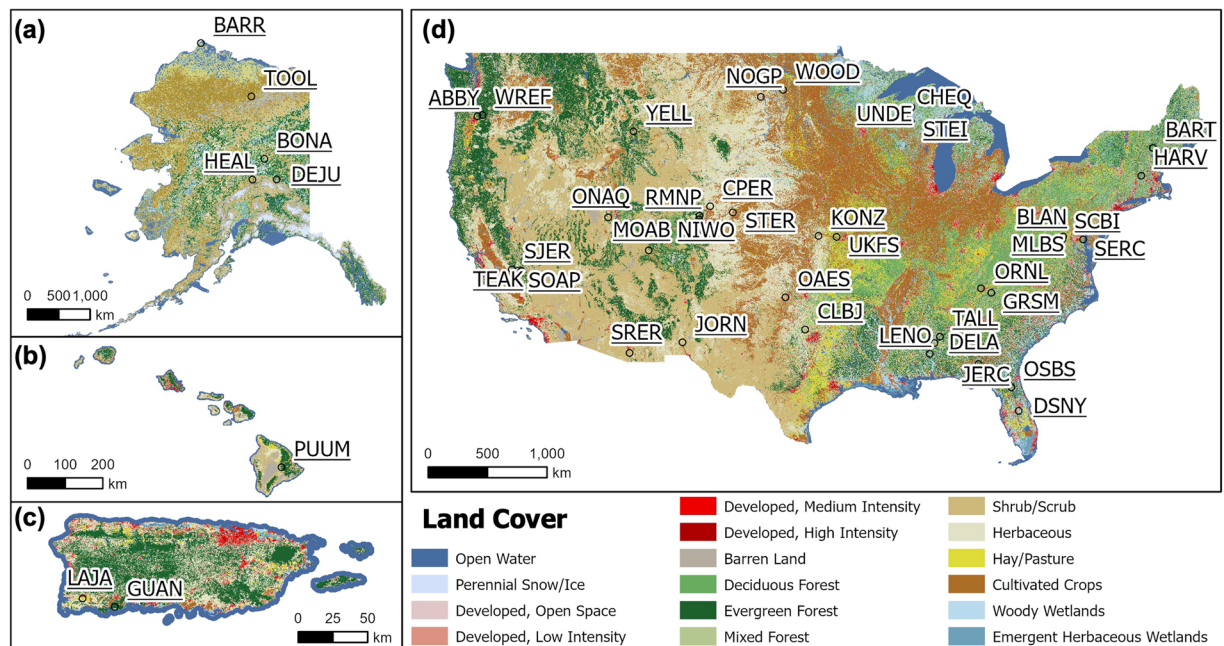 (a)
BARR
TOOL
BONA
HEAL
DEJU
0 500 1,000
km
(b)
PUUM
0 100 200
km
(c)
LAJA
GUAN
0 25 50
km
(d)
NOGP
WOOD
ABBY
WREF
YELL
UNDE
CHEQ
STEI
BART
HARV
ONAQ
RMNP
CPER
MOAB
NIWO
STER
KONZ
UKFS
BLAN
SCBI
MLBS
SERC
SJER
TEAK
SOAP
OAES
ORNL
GRSM
CLBJ
SRER
JORN
LENO
TALL
DELA
JERC
OSBS
DSNY
0 500 1,000
km
Land Cover
Open Water
Perennial Snow/Ice
Developed, Open Space
Developed, Low Intensity
Developed, Medium Intensity
Developed, High Intensity
Barren Land
Deciduous Forest
Evergreen Forest
Mixed Forest
Shrub/Scrub
Herbaceous
Hay/Pasture
Cultivated Crops
Woody Wetlands
Emergent Herbaceous Wetlands